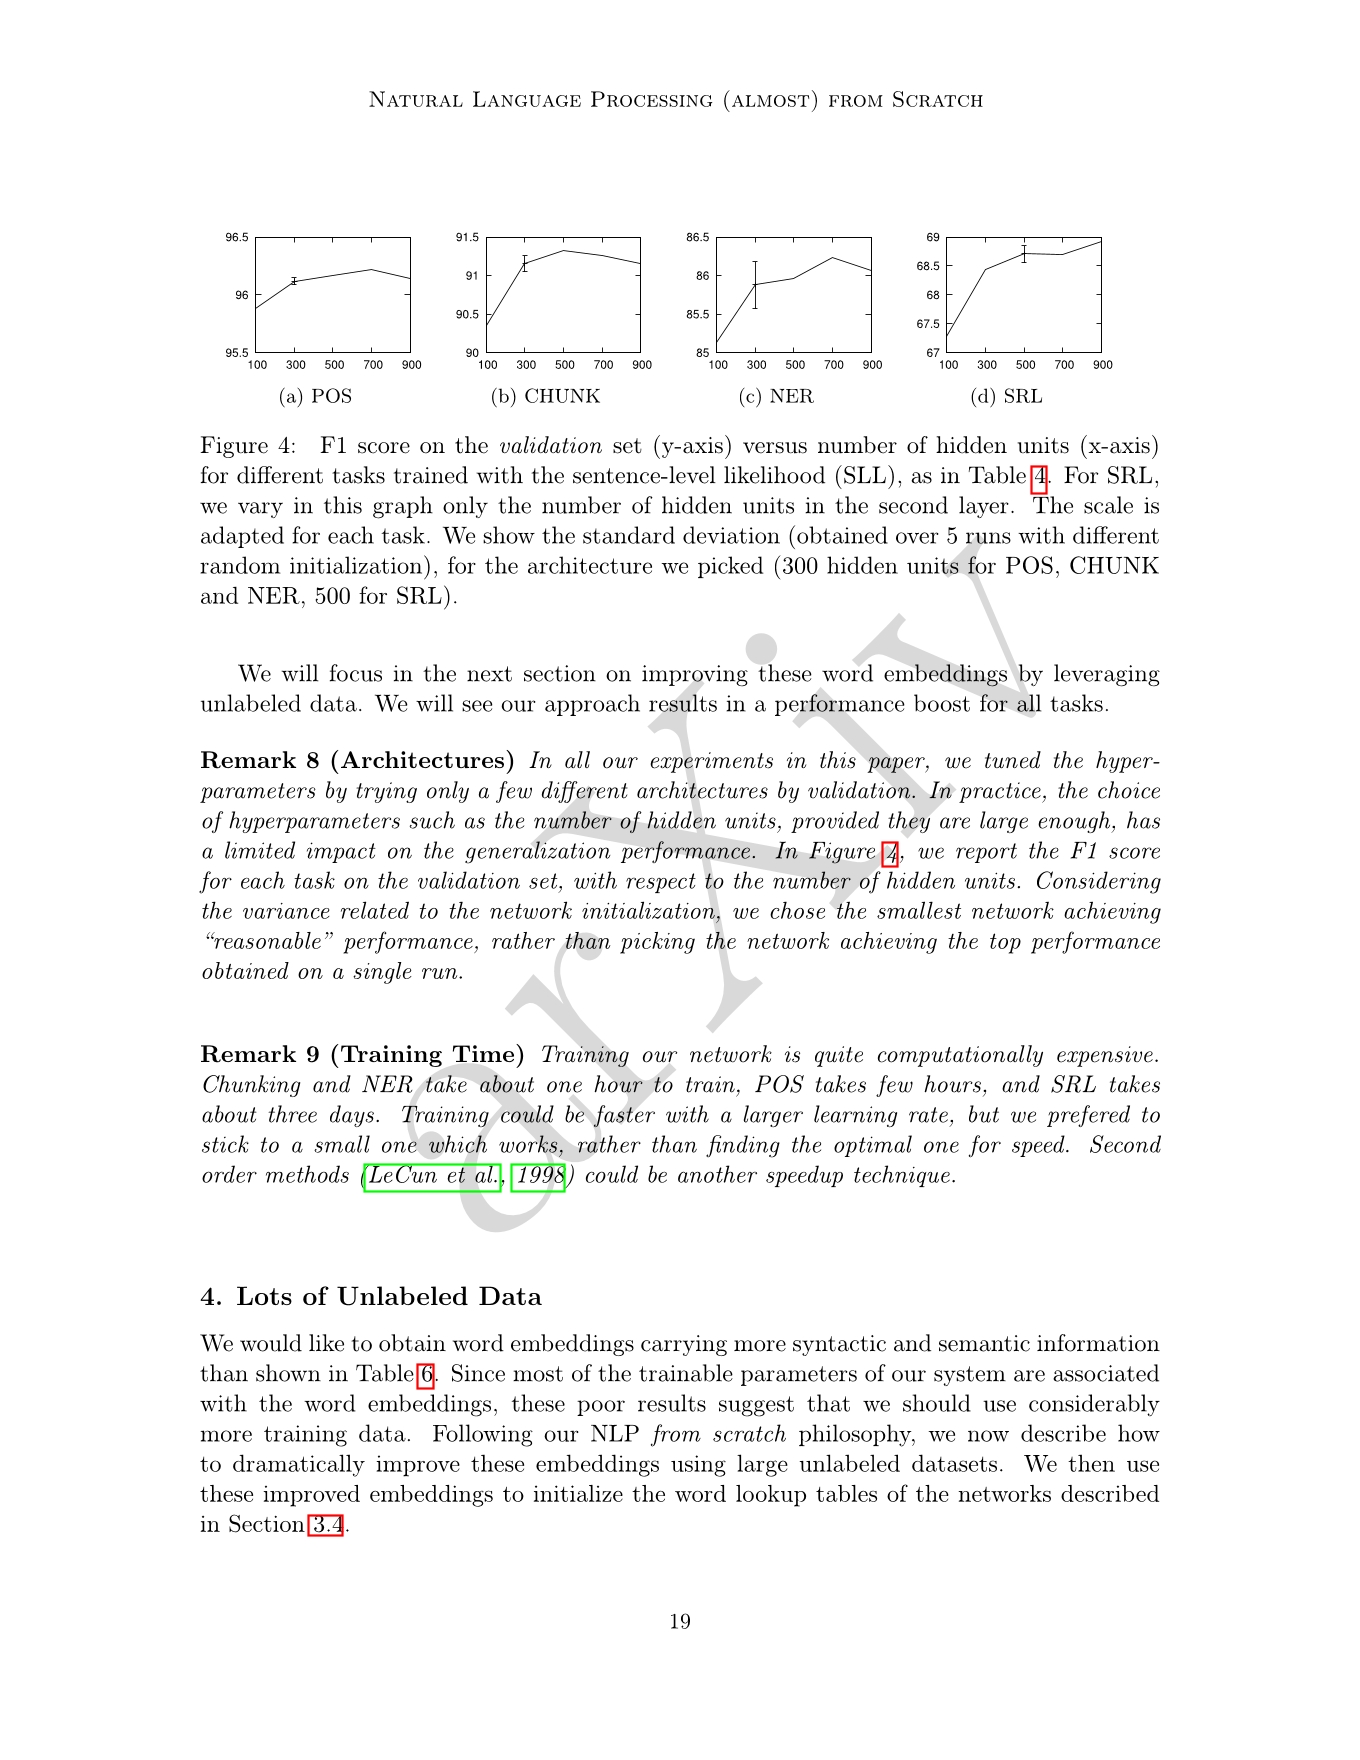 Natural Language Processing (almost) from Scratch
96.5
96
95.5
100 300 500 700 900
(a) POS
91.5
91
90.5
90
100 300 500 700 900
(b) CHUNK
86.5
86
85.5
85
100 300 500 700 900
(c) NER
69
68.5
68
67.5
67
100 300 500 700 900
(d) SRL
Figure 4: F1 score on the validation set (y-axis) versus number of hidden units (x-axis)
for different tasks trained with the sentence-level likelihood (SLL), as in Table 4. For SRL,
we vary in this graph only the number of hidden units in the second layer. The scale is
adapted for each task. We show the standard deviation (obtained over 5 runs with different
random initialization), for the architecture we picked (300 hidden units for POS, CHUNK
and NER, 500 for SRL).
We will focus in the next section on improving these word embeddings by leveraging
unlabeled data. We will see our approach results in a performance boost for all tasks.
Remark 8 (Architectures) In all our experiments in this paper, we tuned the hyper-
parameters by trying only a few different architectures by validation. In practice, the choice
of hyperparameters such as the number of hidden units, provided they are large enough, has
a limited impact on the generalization performance. In Figure 4, we report the F1 score
for each task on the validation set, with respect to the number of hidden units. Considering
the variance related to the network initialization, we chose the smallest network achieving
“reasonable” performance, rather than picking the network achieving the top performance
obtained on a single run.
Remark 9 (Training Time) Training our network is quite computationally expensive.
Chunking and NER take about one hour to train, POS takes few hours, and SRL takes
about three days. Training could be faster with a larger learning rate, but we prefered to
stick to a small one which works, rather than finding the optimal one for speed. Second
order methods (LeCun et al., 1998) could be another speedup technique.
4. Lots of Unlabeled Data
We would like to obtain word embeddings carrying more syntactic and semantic information
than shown in Table 6. Since most of the trainable parameters of our system are associated
with the word embeddings, these poor results suggest that we should use considerably
more training data. Following our NLP from scratch philosophy, we now describe how
to dramatically improve these embeddings using large unlabeled datasets. We then use
these improved embeddings to initialize the word lookup tables of the networks described
in Section 3.4.
19
arXiv